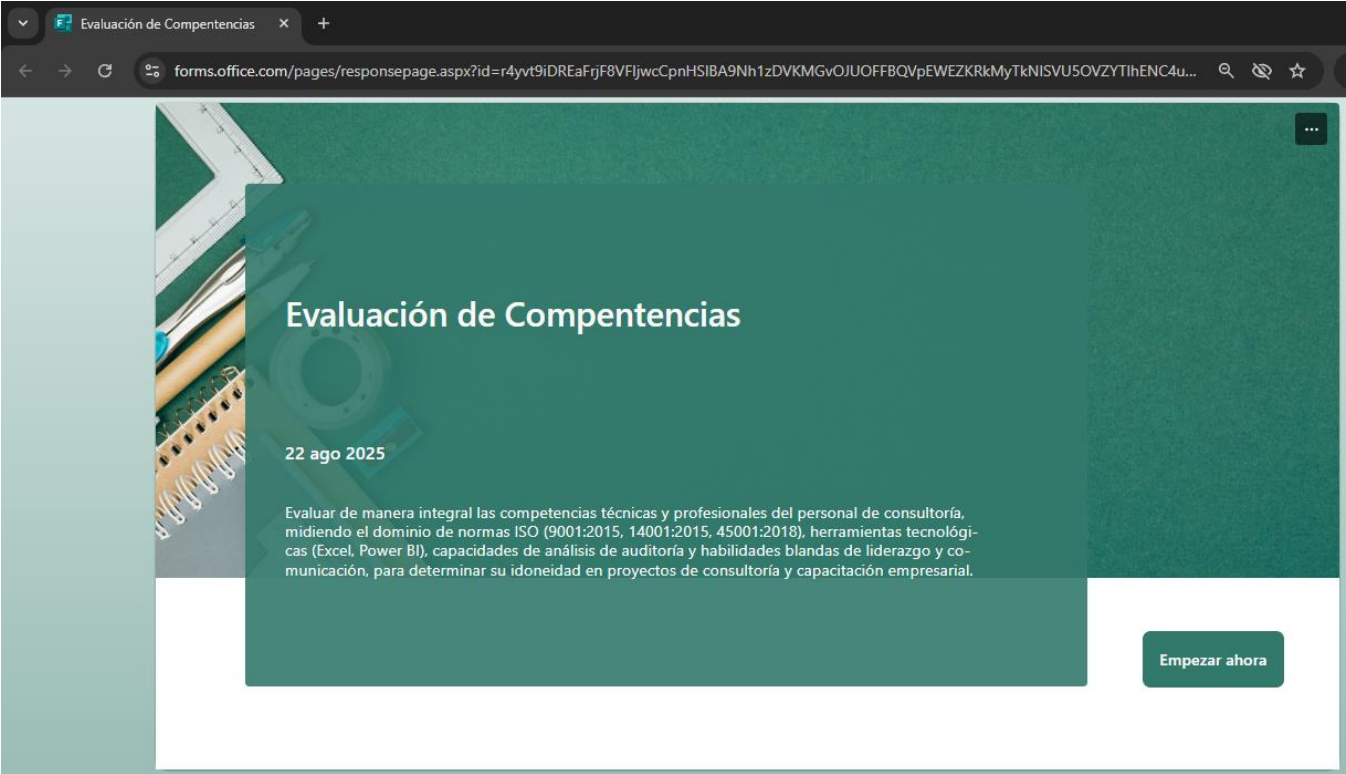 Evaluación de Compentencias
forms.office.com/pages/responsepage.aspx?id=r4yvt9iDREaFrjF8VFIjwcCpnHSIBA9Nh1zDVKMGvOJUOFFBQVpEWEZKRkMyTkNISVU5OVZYTlhENC4u...
Evaluación de Compentencias
22 ago 2025
Evaluar de manera integral las competencias técnicas y profesionales del personal de consultoría,
midiendo el dominio de normas ISO (9001:2015, 14001:2015, 45001:2018), herramientas tecnológi-
cas (Excel, Power BI), capacidades de análisis de auditoría y habilidades blandas de liderazgo y co-
municación, para determinar su idoneidad en proyectos de consultoría y capacitación empresarial.
Empezar ahora